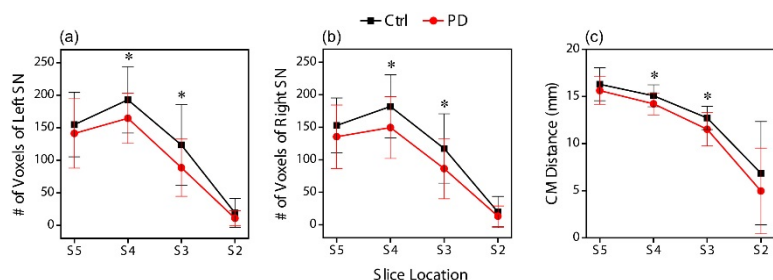 Ctrl PD
(a)
# of Voxels of Left SN
250
200
150
100
50
0
* *
S5 S4 S3 S2
(b)
# of Voxels of Right SN
250
200
150
100
50
0
* *
S5 S4 S3 S2
(c)
CM Distance (mm)
20
15
10
5
0
* *
S5 S4 S3 S2
Slice Location